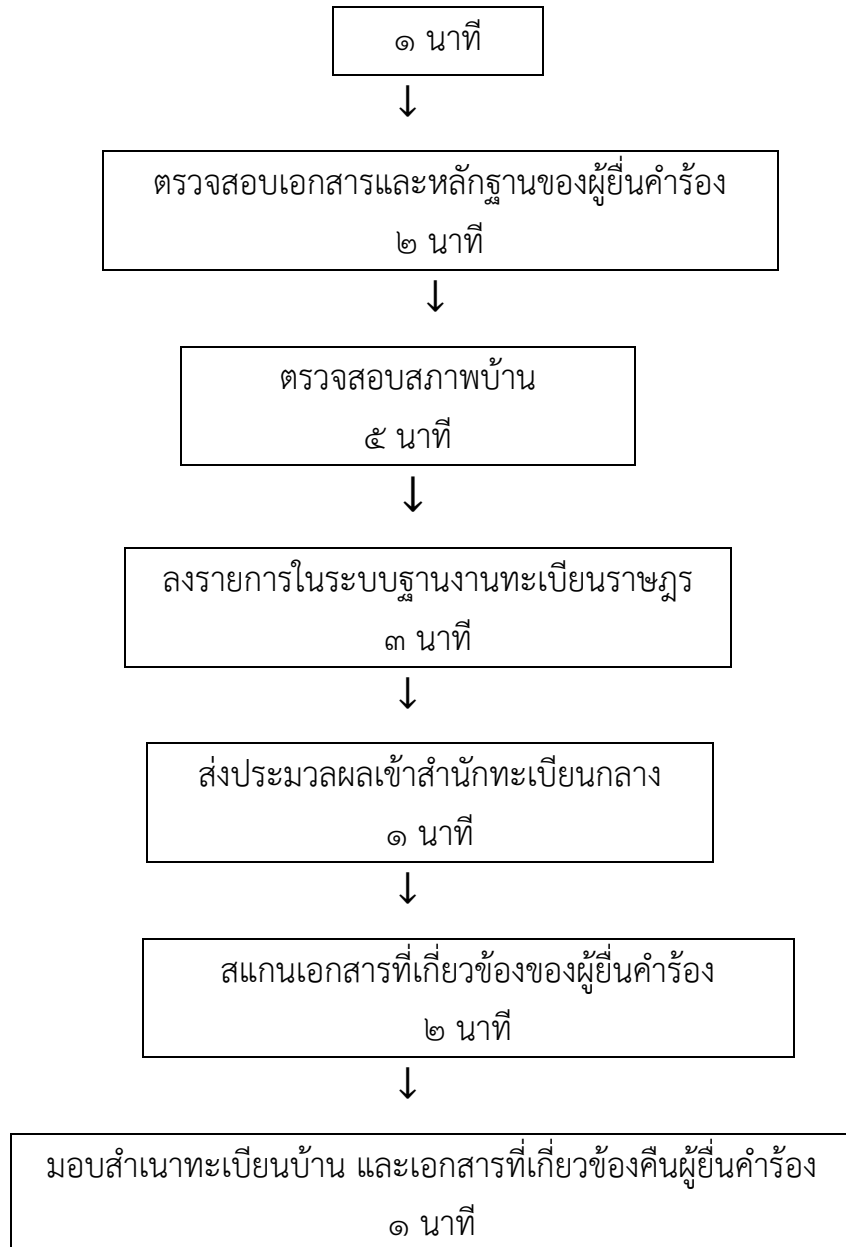 ๑ นาที
↓
ตรวจสอบเอกสารและหลักฐานของผู้ยื่นคำร้อง
๒ นาที
↓
ตรวจสอบสภาพบ้าน
๕ นาที
↓
ลงรายการในระบบฐานงานทะเบียนราษฎร
๓ นาที
↓
ส่งประมวลผลเข้าสำนักทะเบียนกลาง
๑ นาที
↓
สแกนเอกสารที่เกี่ยวข้องของผู้ยื่นคำร้อง
๒ นาที
↓
มอบสำเนาทะเบียนบ้าน และเอกสารที่เกี่ยวข้องคืนผู้ยื่นคำร้อง
๑ นาที